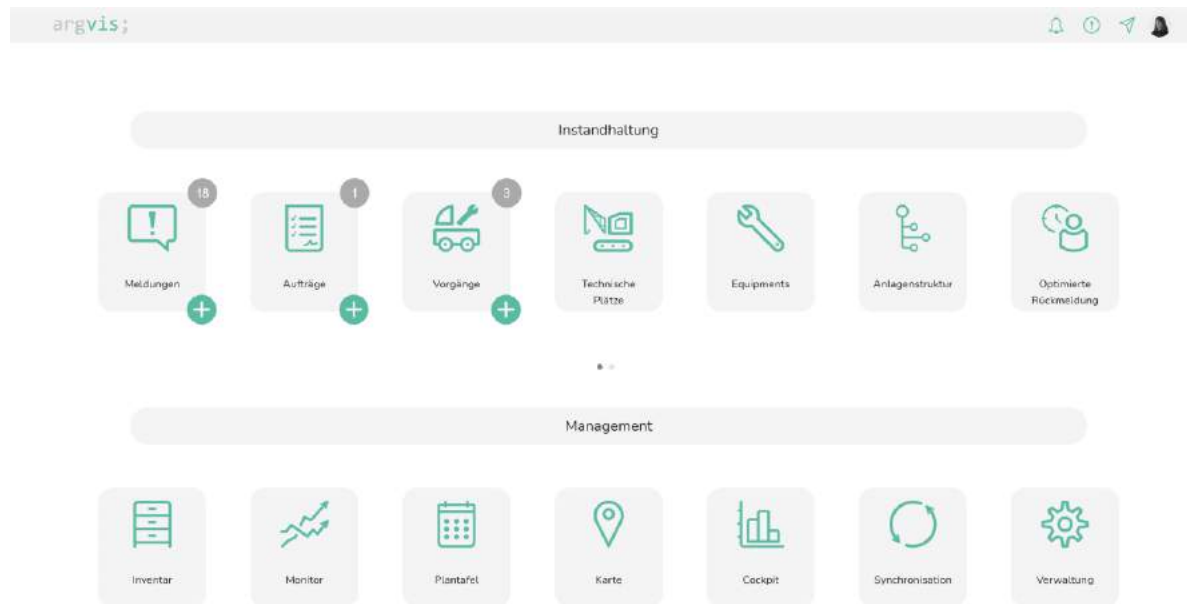 argvis;
Instandhaltung
18
1
3
Meldungen
Aufträge
Vorgänge
Technische
Plätze
Equipments
Anlagenstruktur
Optimierte
Rückmeldung
Management
Inventar
Monitor
Plantafel
Karte
Cockpit
Synchronisation
Verwaltung